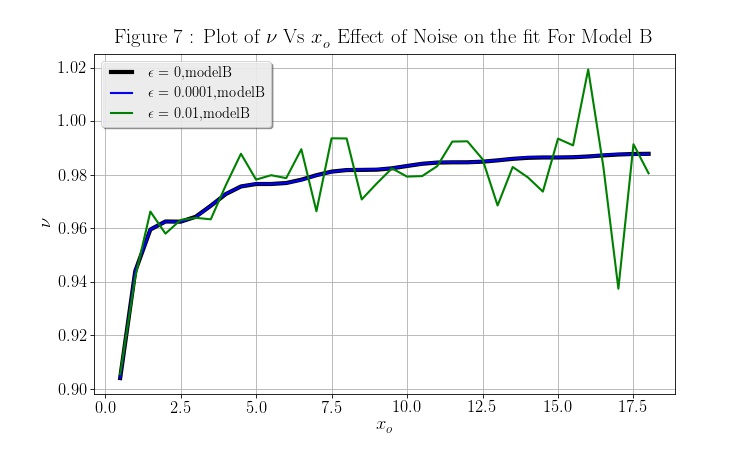 Figure 7 : Plot of ν Vs xₒ Effect of Noise on the fit For Model B
ϵ = 0,modelB
ϵ = 0.0001,modelB
ϵ = 0.01,modelB
1.02
1.00
0.98
0.96
0.94
0.92
0.90
ν
0.0 2.5 5.0 7.5 10.0 12.5 15.0 17.5
xₒ